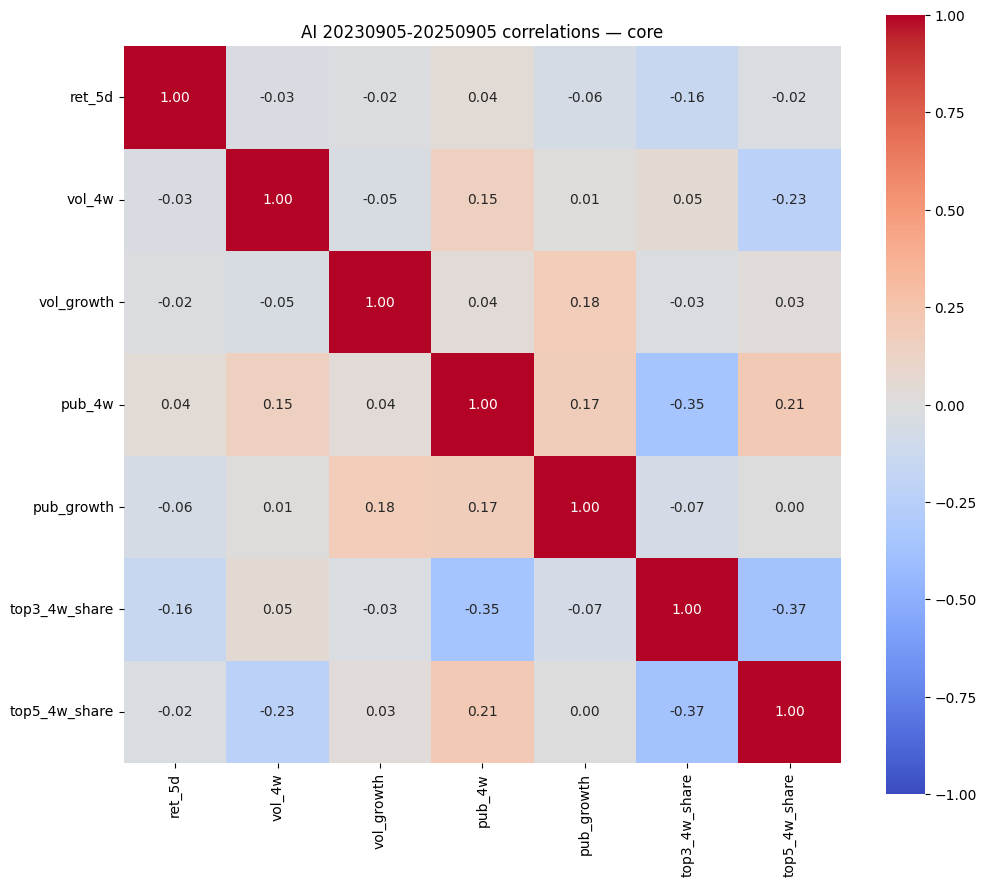 AI 20230905-20250905 correlations — core
ret_5d 1.00 -0.03 -0.02 0.04 -0.06 -0.16 -0.02
vol_4w -0.03 1.00 -0.05 0.15 0.01 0.05 -0.23
vol_growth -0.02 -0.05 1.00 0.04 0.18 -0.03 0.03
pub_4w 0.04 0.15 0.04 1.00 0.17 -0.35 0.21
pub_growth -0.06 0.01 0.18 0.17 1.00 -0.07 0.00
top3_4w_share -0.16 0.05 -0.03 -0.35 -0.07 1.00 -0.37
top5_4w_share -0.02 -0.23 0.03 0.21 0.00 -0.37 1.00
ret_5d
vol_4w
vol_growth
pub_4w
pub_growth
top3_4w_share
top5_4w_share
1.00
0.75
0.50
0.25
0.00
−0.25
−0.50
−0.75
−1.00